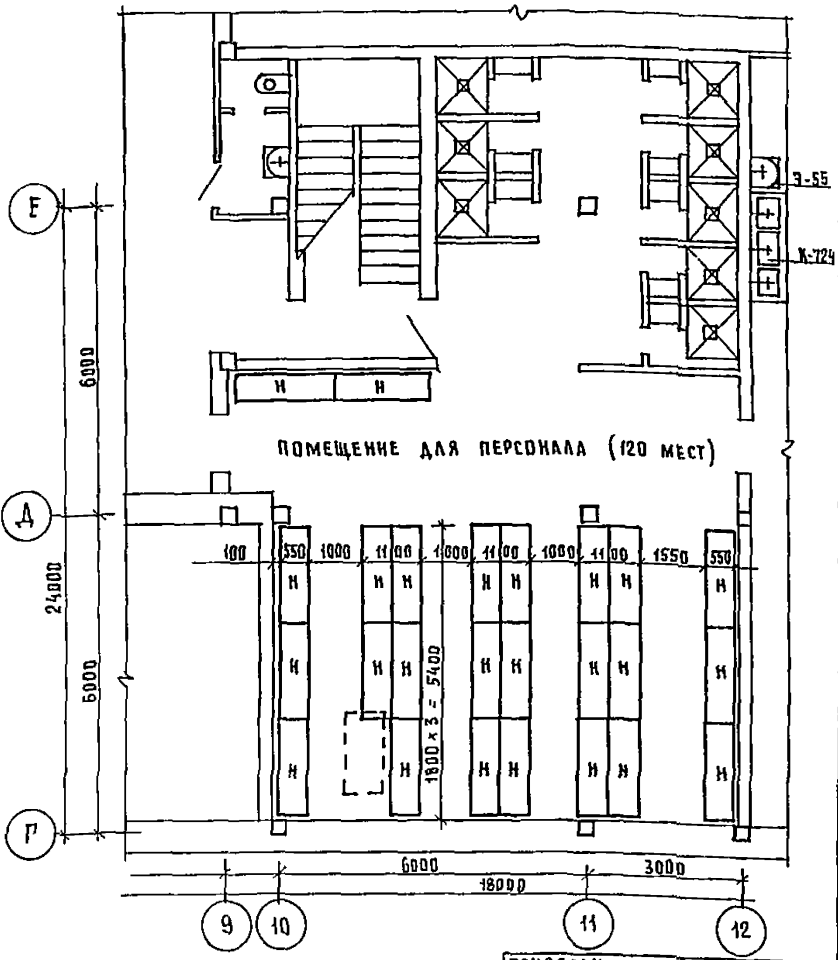 Э-55
Е
К-724
6000
Н Н
ПОМЕЩЕНИЕ ДЛЯ ПЕРСОНАЛА (120 МЕСТ)
Д
100 550 1000 1100 1000 1100 1000 1100 1550 550
Н Н Н Н Н Н Н Н
24000
6000
Н Н Н Н Н Н Н Н
1800×3 = 5400
Н Н Н Н Н Н Н
Г
6000 3000
18000
9 10 11 12